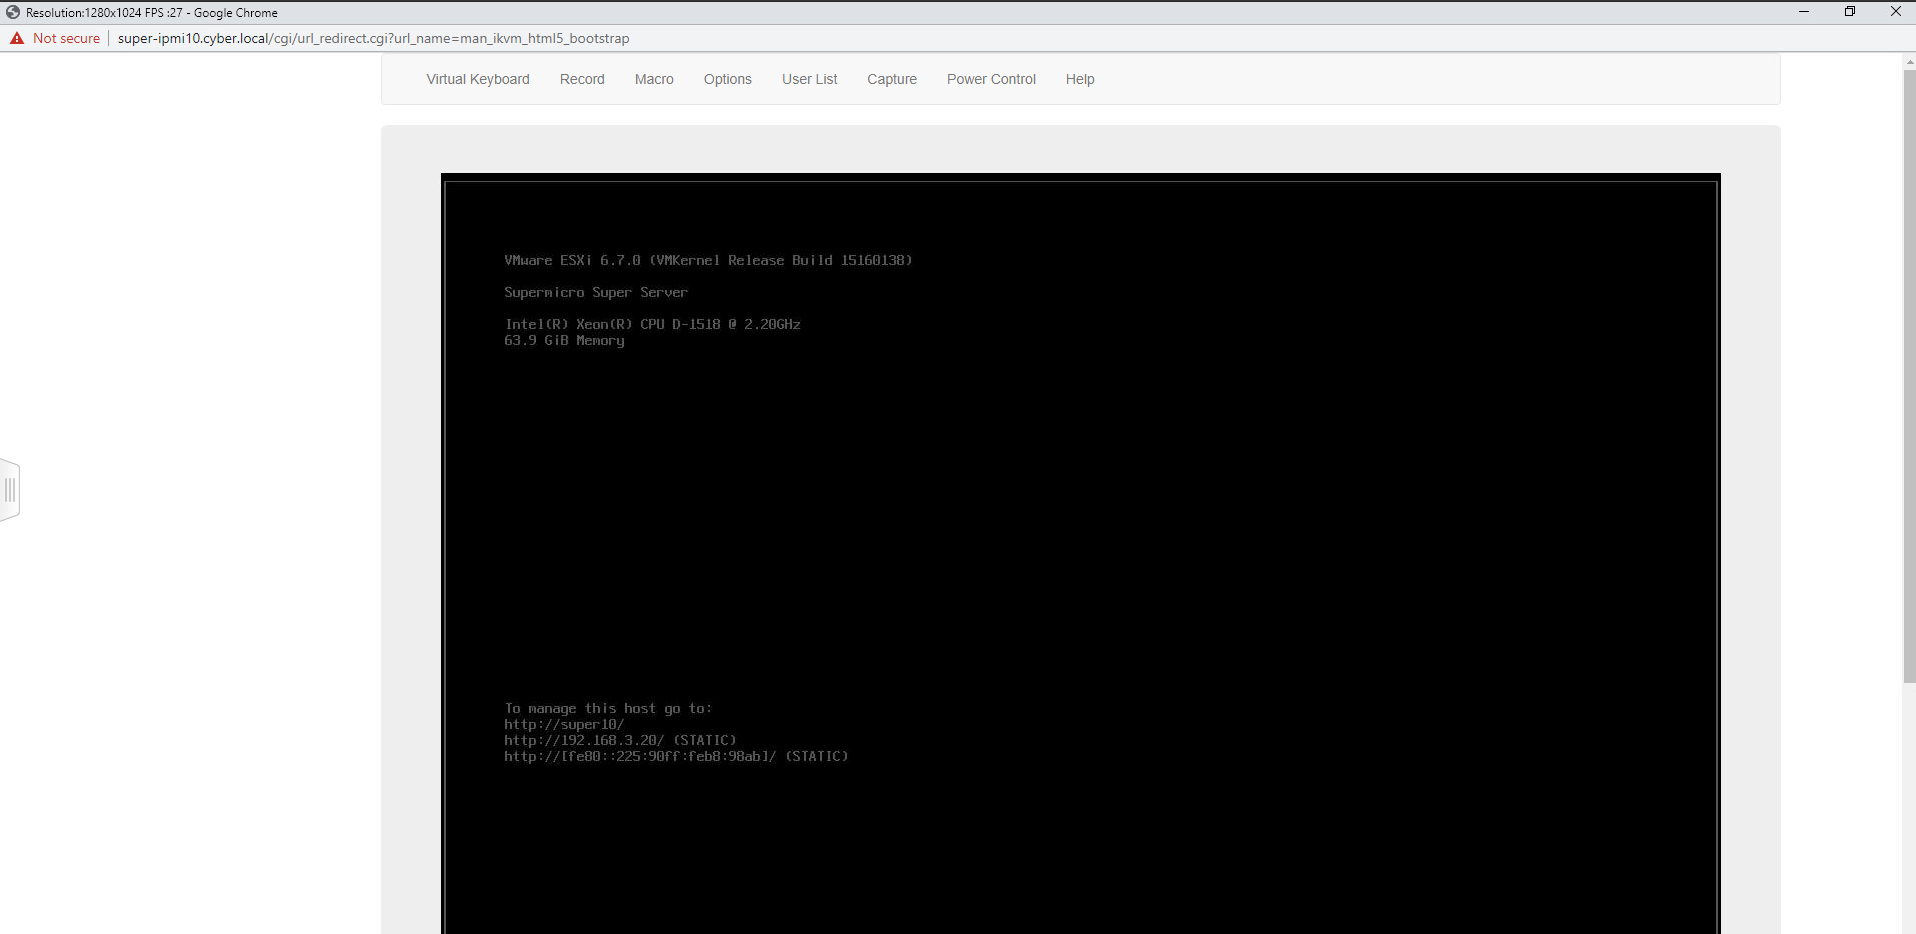 Resolution:1280x1024 FPS :27 - Google Chrome
Not secure super-ipmi10.cyber.local/cgi/url_redirect.cgi?url_name=man_ikvm_html5_bootstrap
Virtual Keyboard Record Macro Options User List Capture Power Control Help
VMware ESXi 6.7.0 (VMKernel Release Build 15160138)
Supermicro Super Server
Intel(R) Xeon(R) CPU D-1518 @ 2.20GHz
63.9 GiB Memory
To manage this host go to:
http://super10/
http://192.168.3.20/ (STATIC)
http://[fe80::225:90ff:feb8:98ab]/ (STATIC)